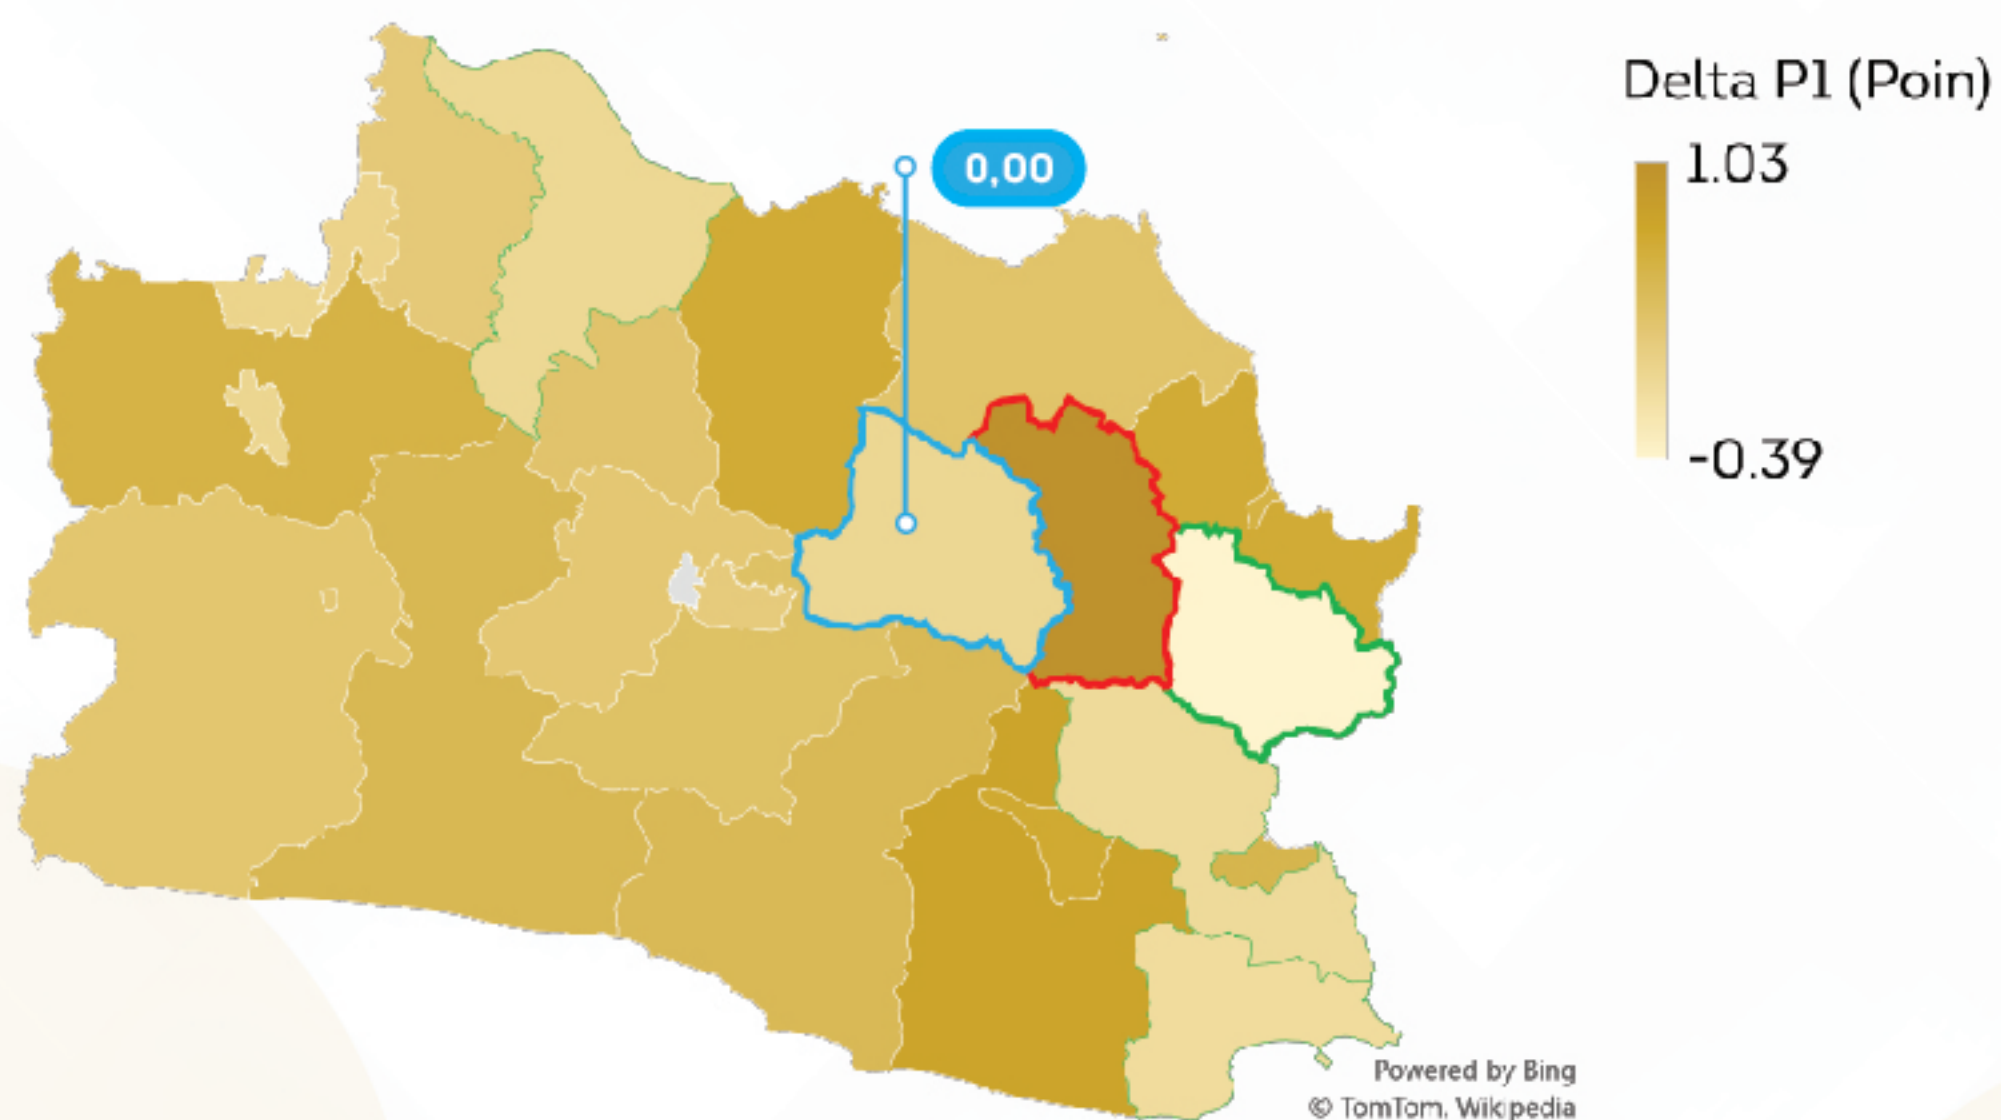 Delta P1 (Poin)
1.03
0,00
-0.39
Powered by Bing
© TomTom, Wikipedia